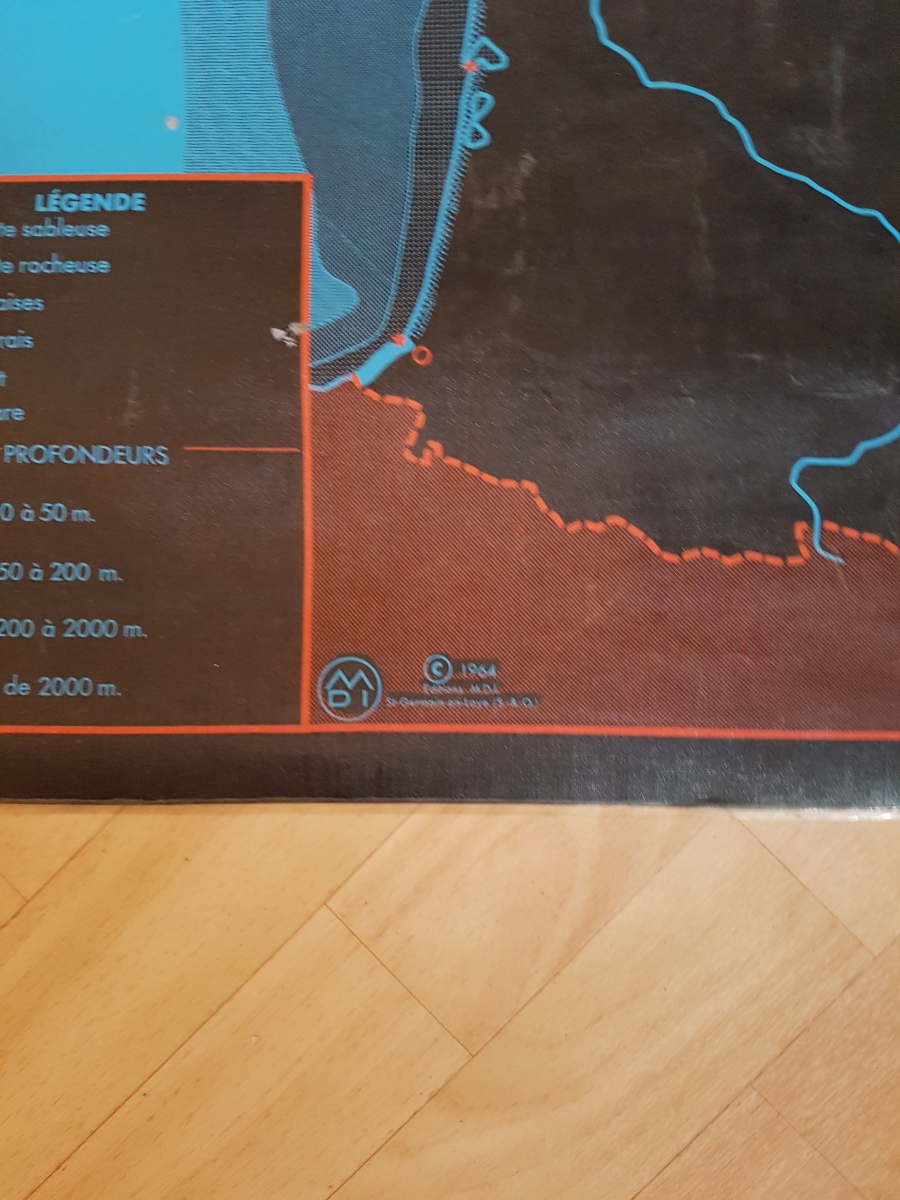 LÉGENDE
te sableuse
te rocheuse
aises
rais
t
are
PROFONDEURS
0 à 50 m.
50 à 200 m.
200 à 2000 m.
de 2000 m.
MDI
© 1964
Editions M.D.I.
St-Germain-en-Laye (S.-&-O.)